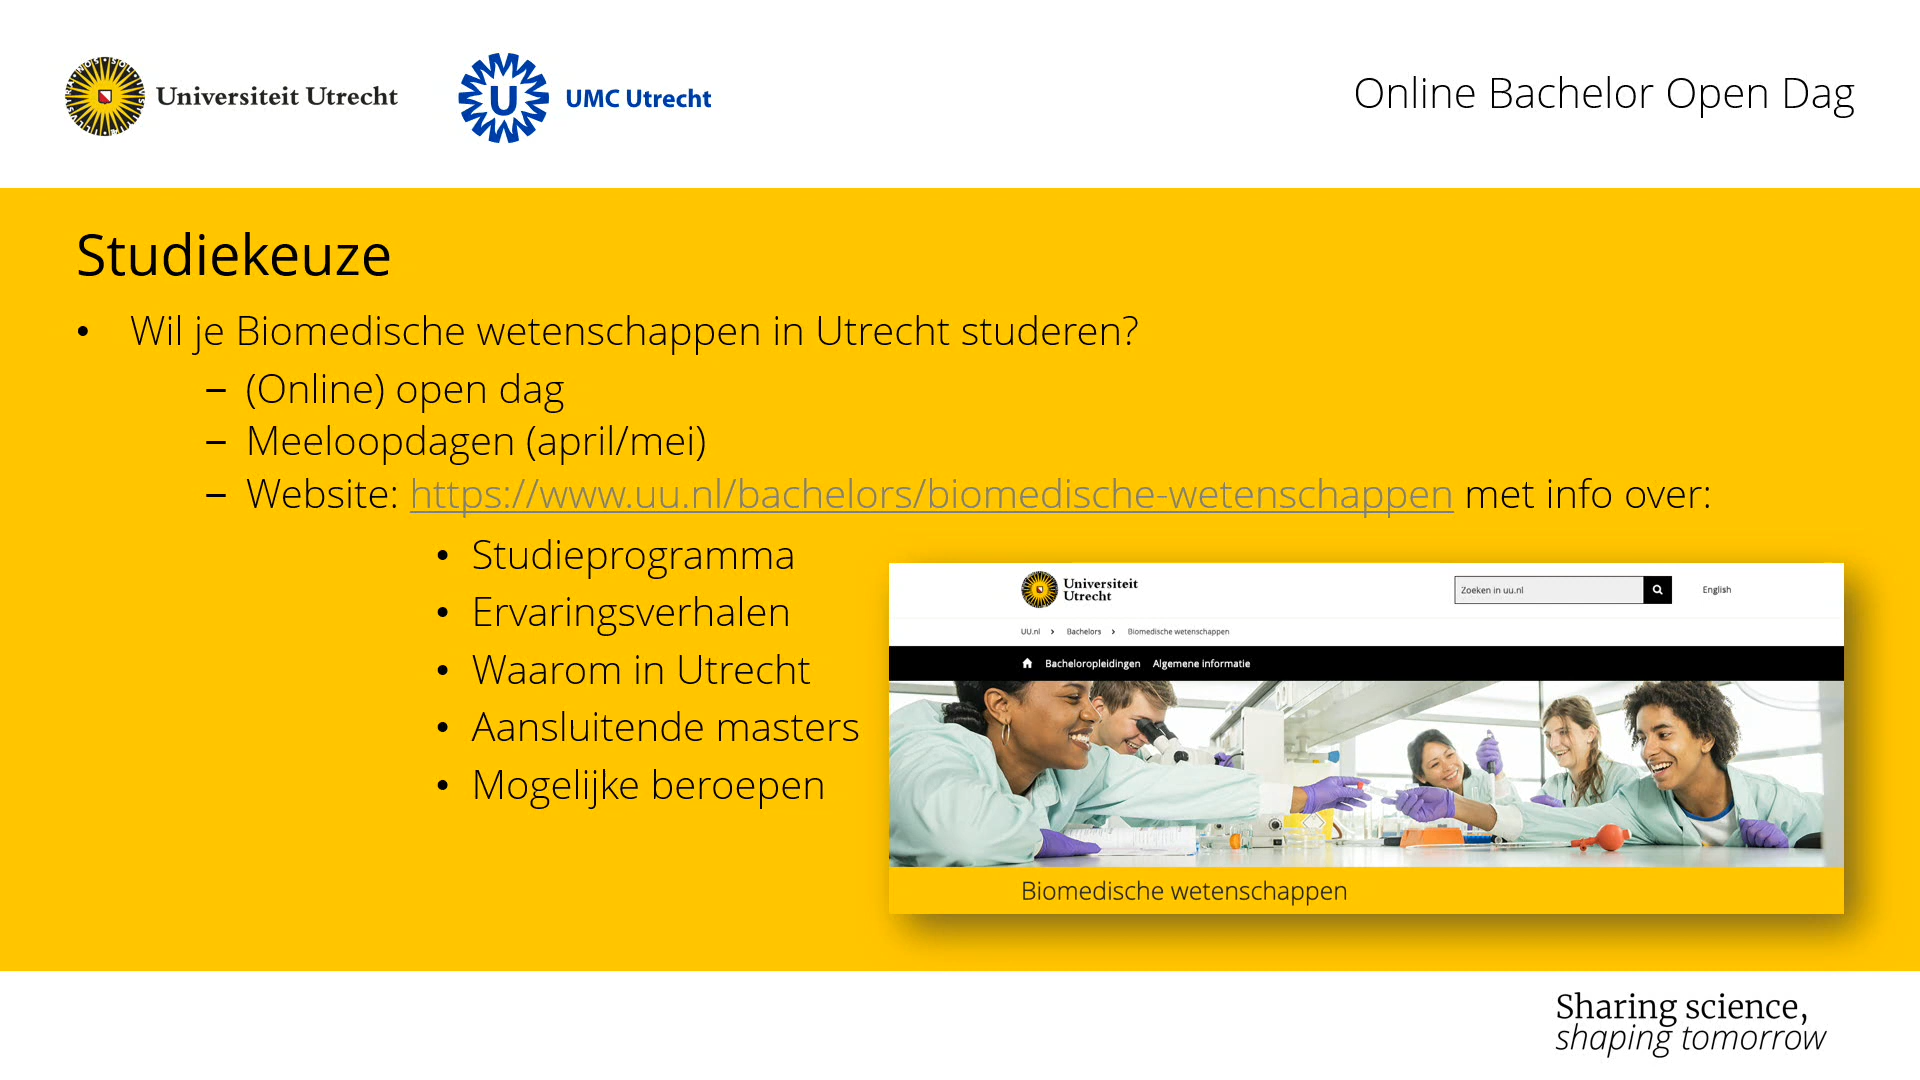 Universiteit Utrecht
UMC Utrecht
Online Bachelor Open Dag
Studiekeuze
• Wil je Biomedische wetenschappen in Utrecht studeren?
– (Online) open dag
– Meeloopdagen (april/mei)
– Website: https://www.uu.nl/bachelors/biomedische-wetenschappen met info over:
• Studieprogramma
• Ervaringsverhalen
• Waarom in Utrecht
• Aansluitende masters
• Mogelijke beroepen
Universiteit
Utrecht
Zoeken in uu.nl
English
UU.nl > Bachelors > Biomedische wetenschappen
Bacheloropleidingen Algemene informatie
Biomedische wetenschappen
Sharing science,
shaping tomorrow